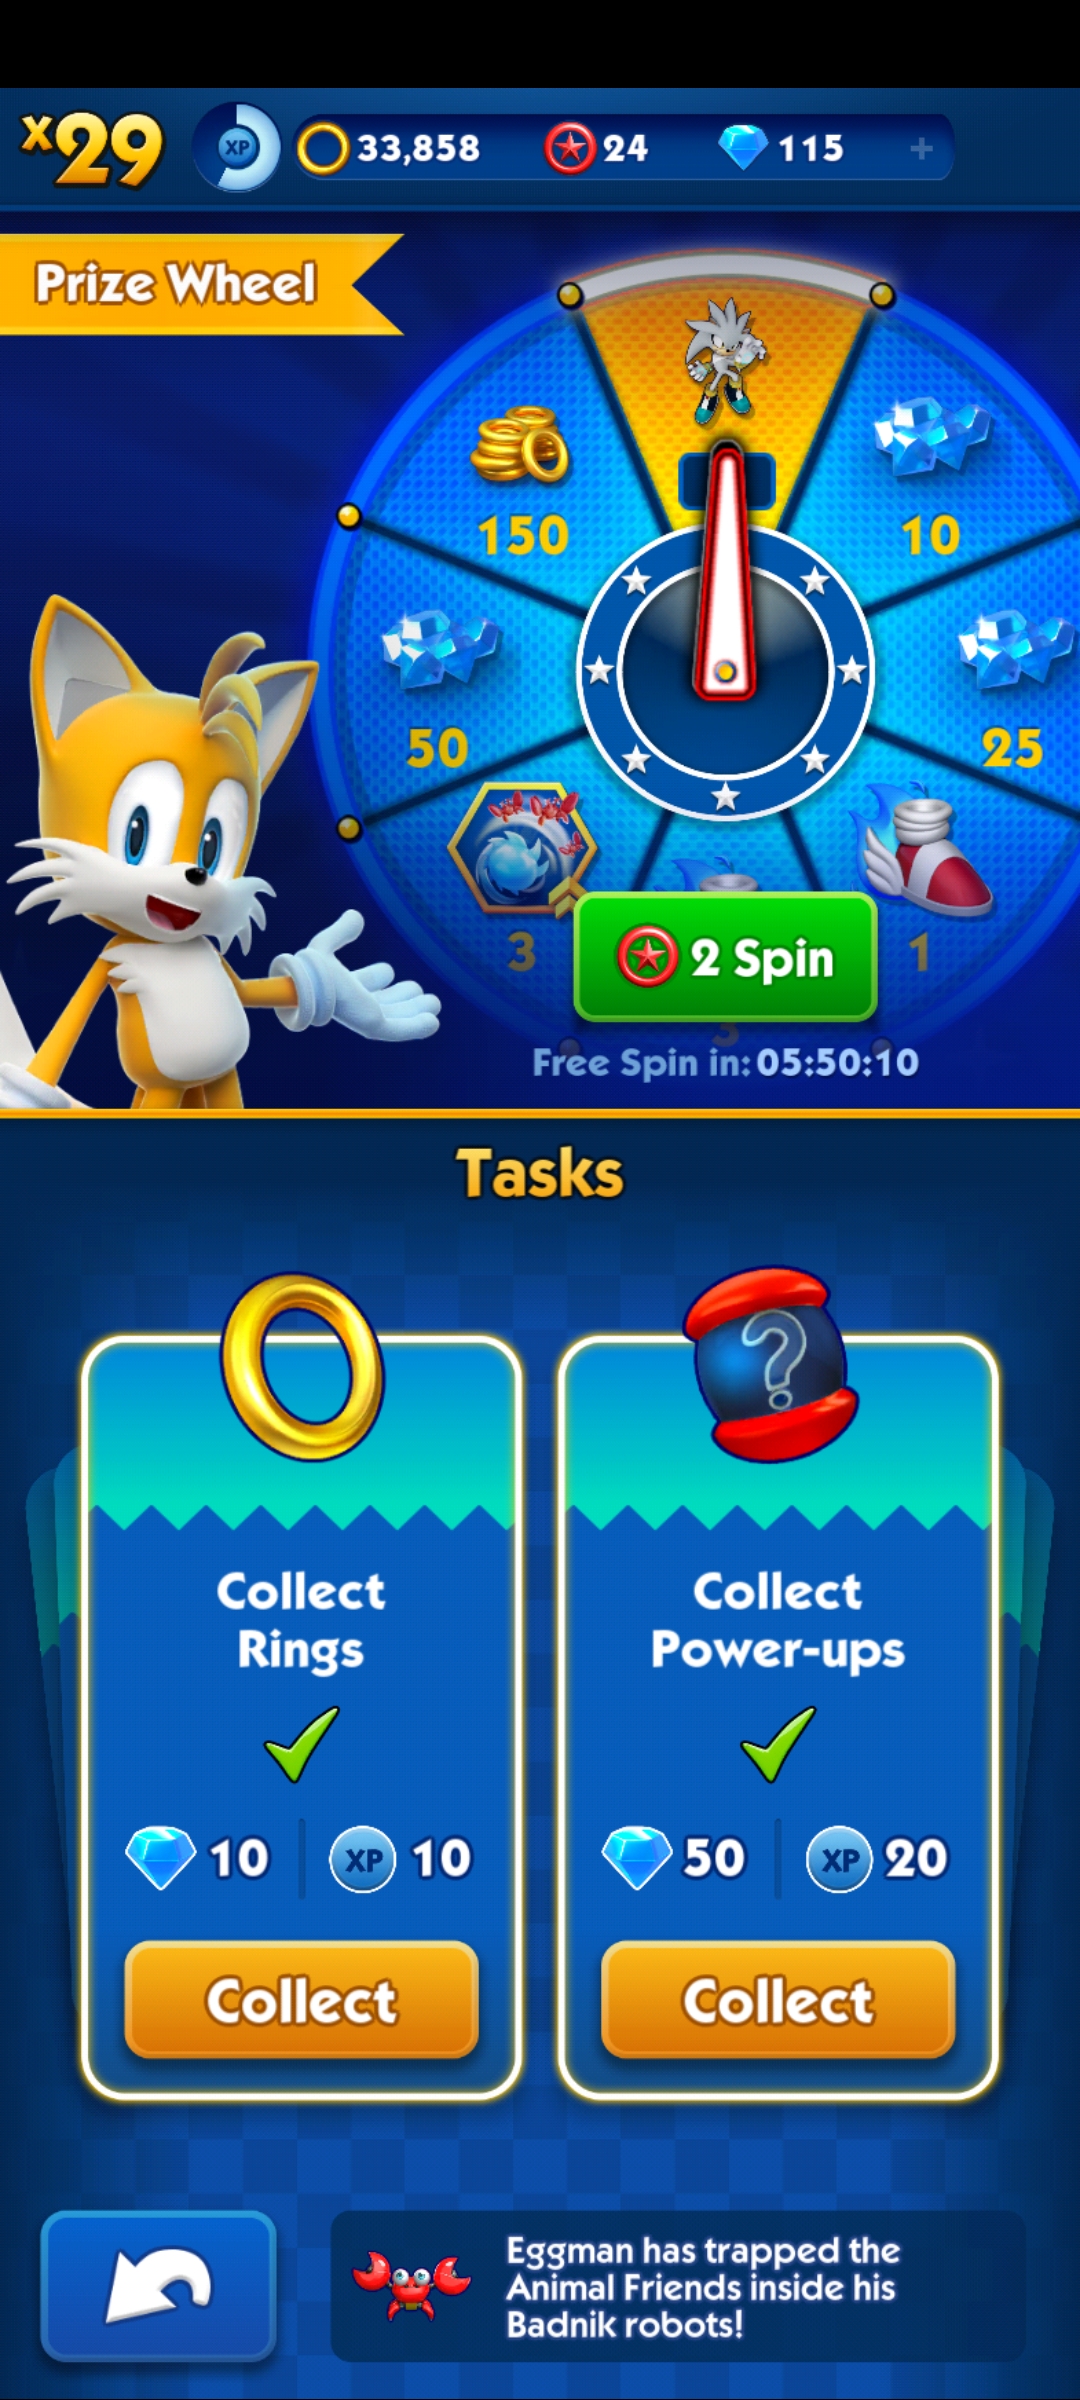 x29
XP
33,858
24
115
+
Prize Wheel
150
10
50
25
3
1
3
2 Spin
Free Spin in: 05:50:10
Tasks
?
Collect
Rings
Collect
Power-ups
10
XP 10
50
XP 20
Collect
Collect
Eggman has trapped the
Animal Friends inside his
Badnik robots!